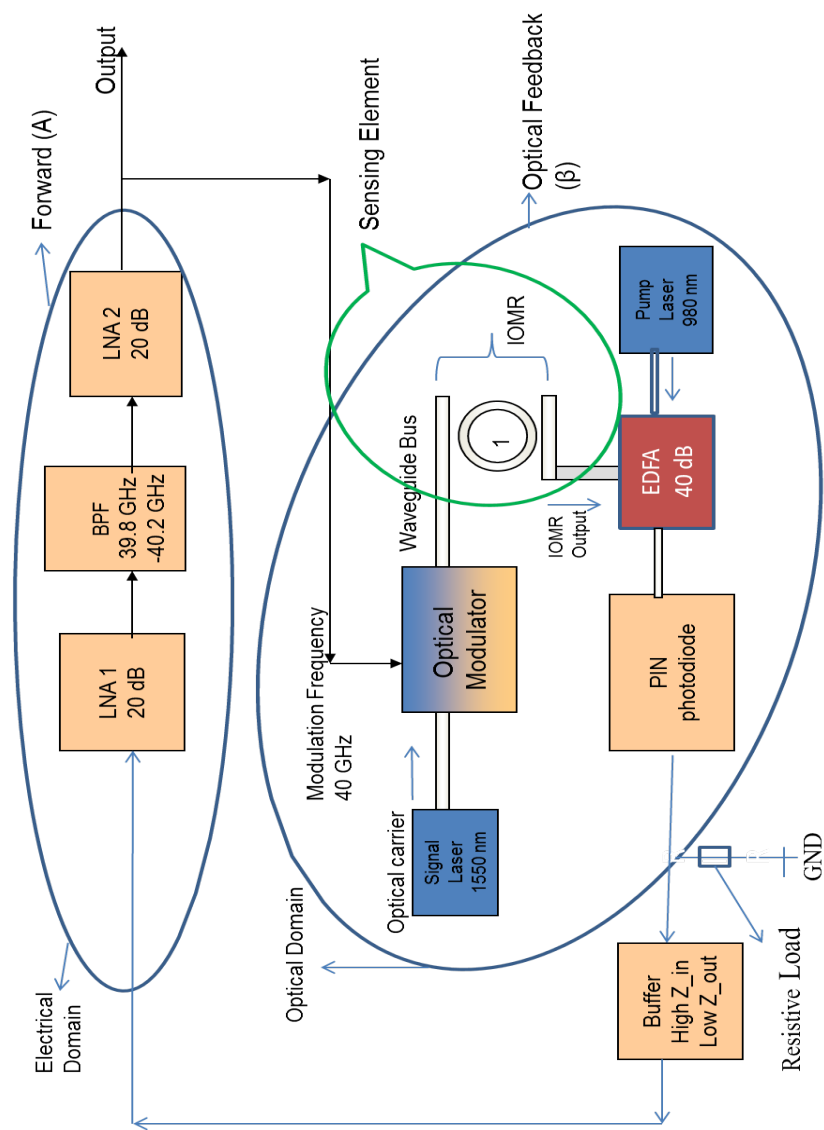 Electrical
Domain
Forward (A)
Output
LNA 1
20 dB
BPF
39.8 GHz
-40.2 GHz
LNA 2
20 dB
Optical Domain
Modulation Frequency
40 GHz
Sensing Element
Optical Feedback
(β)
Optical carrier
Signal
Laser
1550 nm
Optical
Modulator
Waveguide Bus
1
IOMR
IOMR
Output
Buffer
High Z_in
Low Z_out
PIN
photodiode
EDFA
40 dB
Pump
Laser
980 nm
Resistive Load
GND